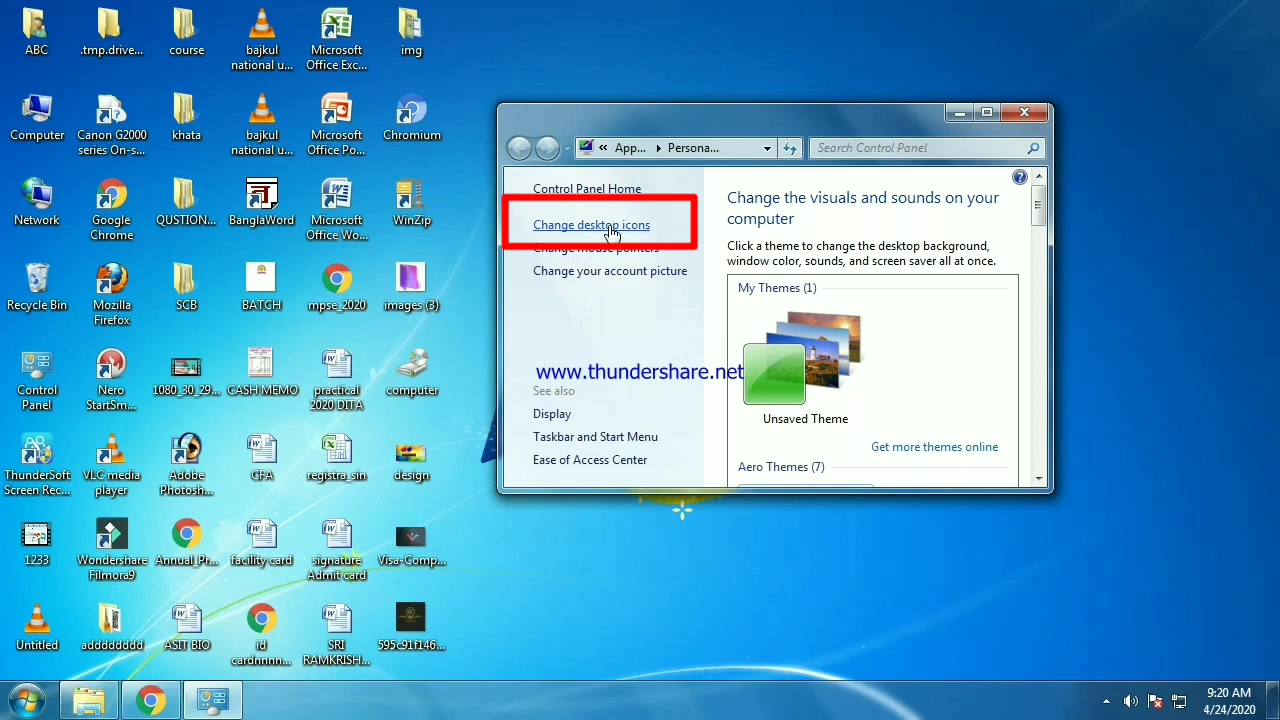 ABC
.tmp.drive...
course
bajkul
national u...
Microsoft
Office Exc...
img
Computer
Canon G2000
series On-s...
khata
bajkul
national u...
Microsoft
Office Po...
Chromium
Network
Google
Chrome
QUSTION...
BanglaWord
Microsoft
Office Wo...
WinZip
Recycle Bin
Mozilla
Firefox
SCB
BATCH
mpse_2020
images (3)
Control
Panel
Nero
StartSm...
1080_30_29...
CASH MEMO
practical
2020 DITA
computer
ThunderSoft
Screen Rec...
VLC media
player
Adobe
Photosh...
CFA
registra_sin
design
1233
Wondershare
Filmora9
Annual_Pr...
facility card
signature
Admit card
Visa-Comp...
Untitled
addddddddd
ASIT BIO
id
cardnnnn...
SRI
RAMKRISH...
595c91f146...
« App...
Persona...
Search Control Panel
Control Panel Home
Change desktop icons
Change mouse pointers
Change your account picture
www.thundershare.net
See also
Display
Taskbar and Start Menu
Ease of Access Center
Change the visuals and sounds on your
computer
Click a theme to change the desktop background,
window color, sounds, and screen saver all at once.
My Themes (1)
Unsaved Theme
Get more themes online
Aero Themes (7)
9:20 AM
4/24/2020